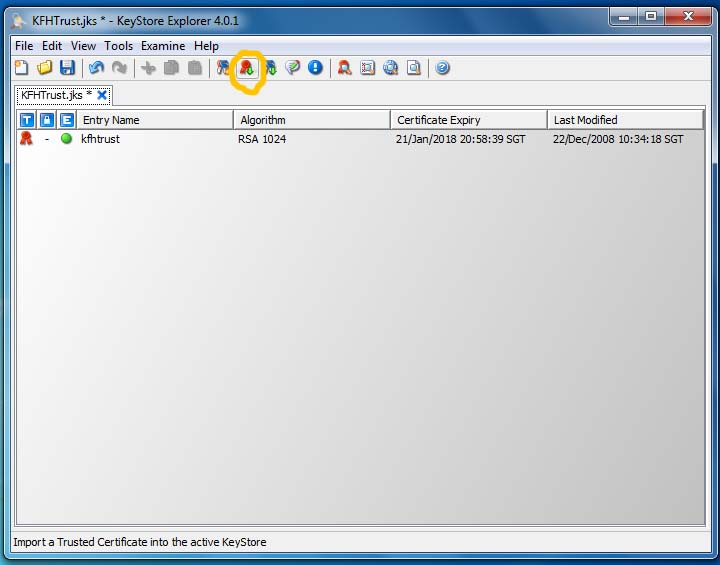 KFHTrust.jks * - KeyStore Explorer 4.0.1
File Edit View Tools Examine Help
KFHTrust.jks *
T E Entry Name Algorithm Certificate Expiry Last Modified
- kfhtrust RSA 1024 21/Jan/2018 20:58:39 SGT 22/Dec/2008 10:34:18 SGT
Import a Trusted Certificate into the active KeyStore